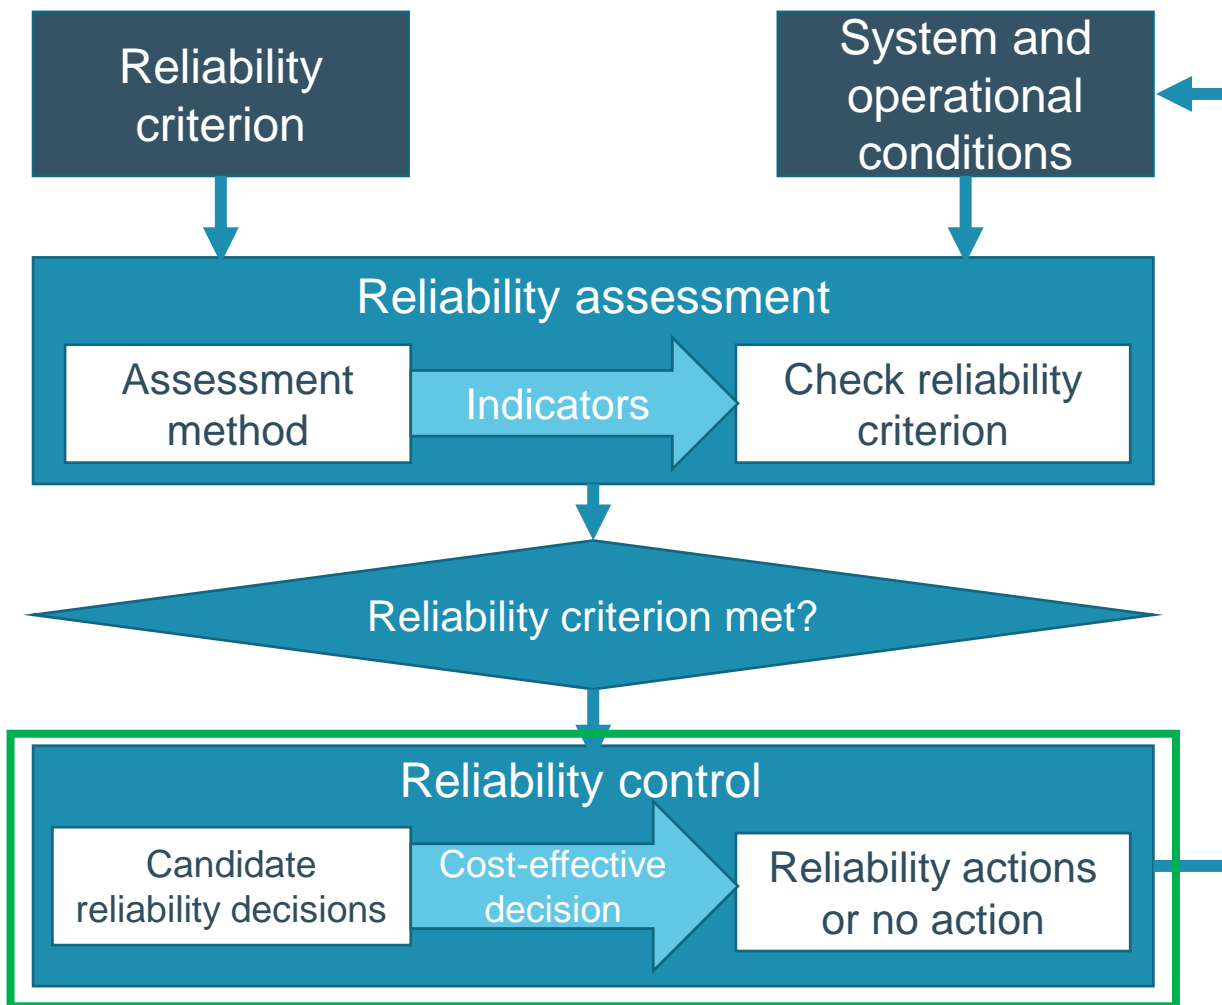 Reliability
criterion
System and
operational
conditions
Reliability assessment
Assessment
method
Indicators
Check reliability
criterion
Reliability criterion met?
Reliability control
Candidate
reliability decisions
Cost-effective
decision
Reliability actions
or no action